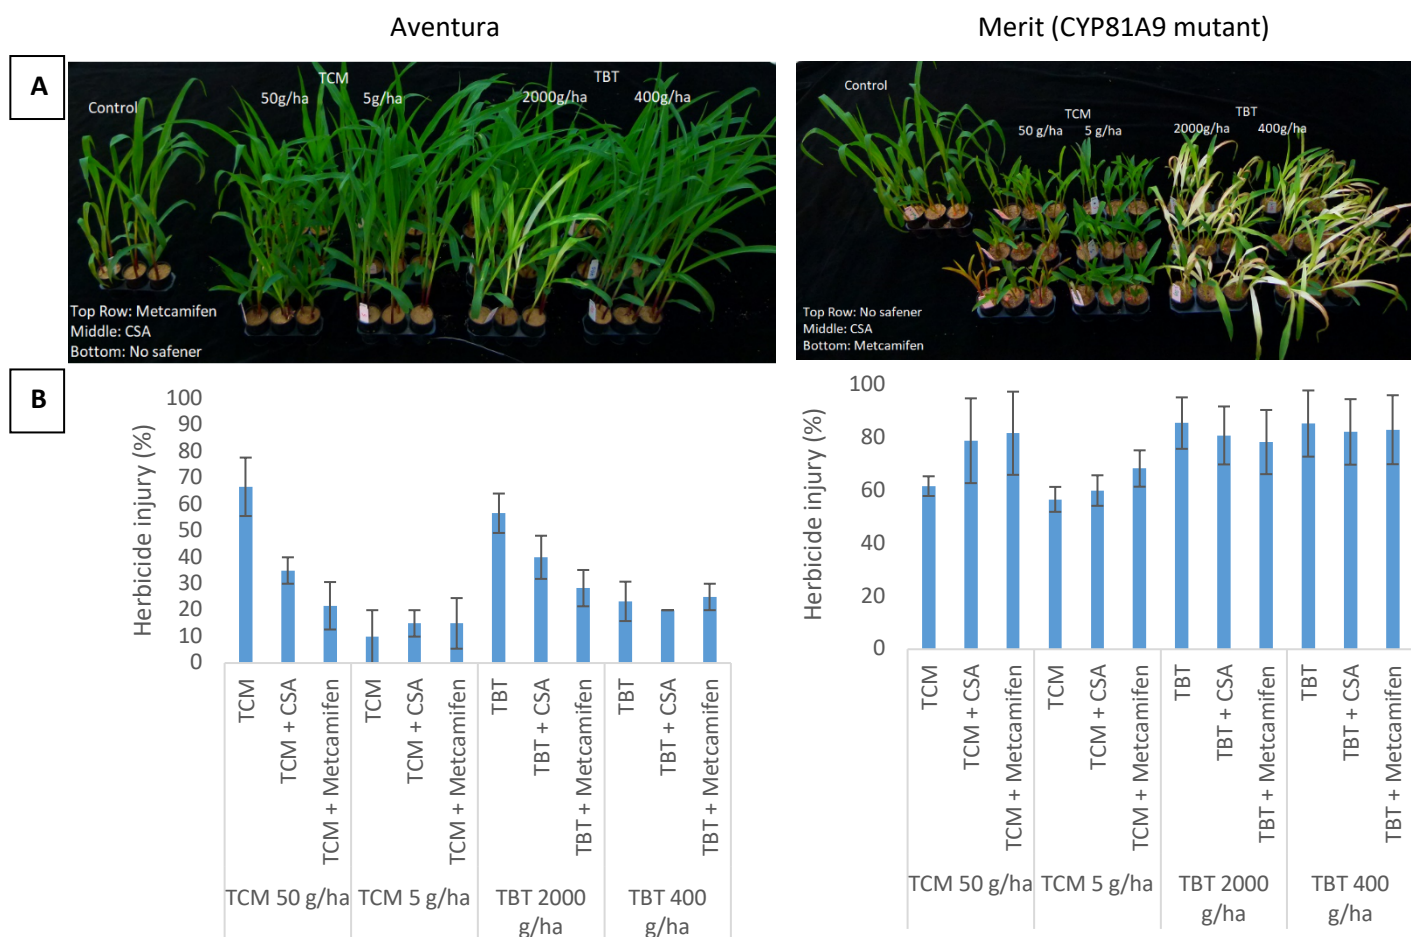 Aventura
Merit (CYP81A9 mutant)
A
Control
TCM
50g/ha
5g/ha
TBT
2000g/ha
400g/ha
Top Row: Metcamifen
Middle: CSA
Bottom: No safener
Control
TCM
50 g/ha
5 g/ha
TBT
2000g/ha
400g/ha
Top Row: No safener
Middle: CSA
Bottom: Metcamifen
B
Herbicide injury (%)
100
90
80
70
60
50
40
30
20
10
0
TCM
TCM + CSA
TCM + Metcamifen
TCM
TCM + CSA
TCM + Metcamifen
TBT
TBT + CSA
TBT + Metcamifen
TBT
TBT + CSA
TBT + Metcamifen
TCM 50 g/ha
TCM 5 g/ha
TBT 2000
g/ha
TBT 400
g/ha
Herbicide injury (%)
100
80
60
40
20
0
TCM
TCM + CSA
TCM + Metcamifen
TCM
TCM + CSA
TCM + Metcamifen
TBT
TBT + CSA
TBT + Metcamifen
TBT
TBT + CSA
TBT + Metcamifen
TCM 50 g/ha
TCM 5 g/ha
TBT 2000
g/ha
TBT 400
g/ha